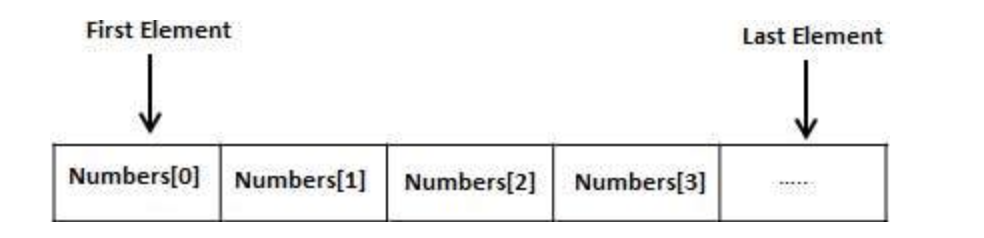 First Element
Last Element
Numbers[0] Numbers[1] Numbers[2] Numbers[3] .....